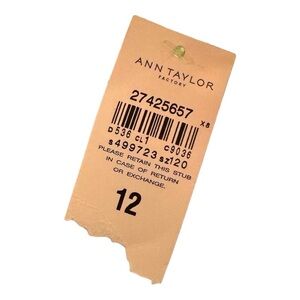 ANN TAYLOR
FACTORY
27425657
X8
D536 CL1 C9036
S499723 SZ120
PLEASE RETAIN THIS STUB
IN CASE OF RETURN
OR EXCHANGE.
12